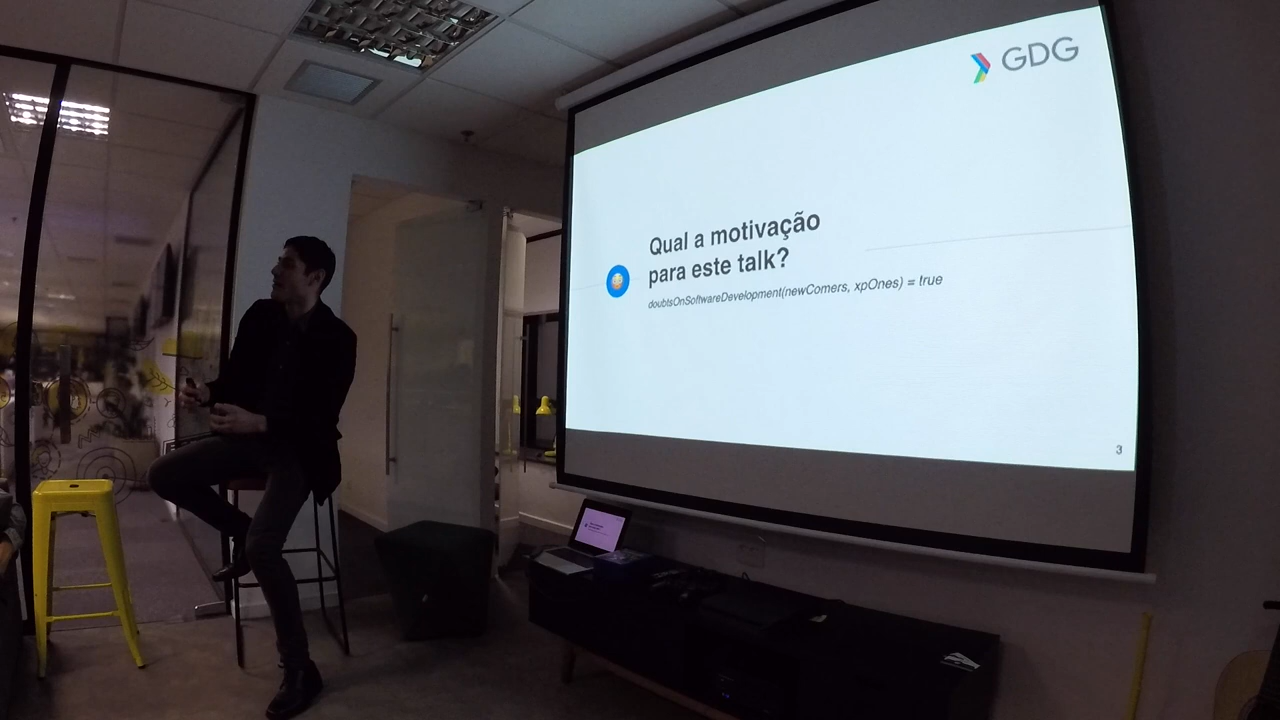 GDG
Qual a motivação
para este talk?
doubtsOnSoftwareDevelopment(newComers, xpOnes) = true
3